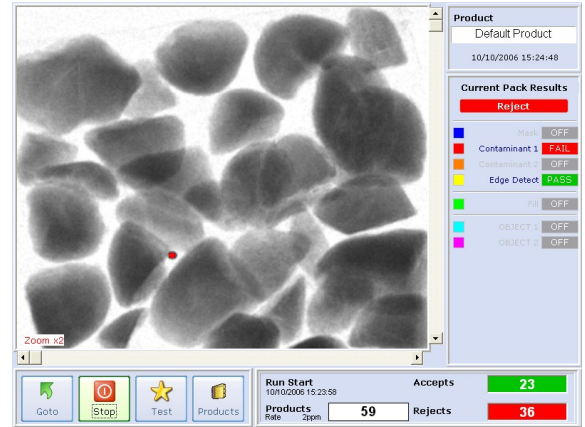 Product
Default Product
10/10/2006 15:24:48
Current Pack Results
Reject
Mask OFF
Contaminant 1 FAIL
Contaminant 2 OFF
Edge Detect PASS
Fill OFF
OBJECT 1 OFF
OBJECT 2 OFF
Zoom x2
Goto
Stop
Test
Products
Run Start
10/10/2006 15:23:58
Accepts 23
Products 59
Rate 2ppm
Rejects 36